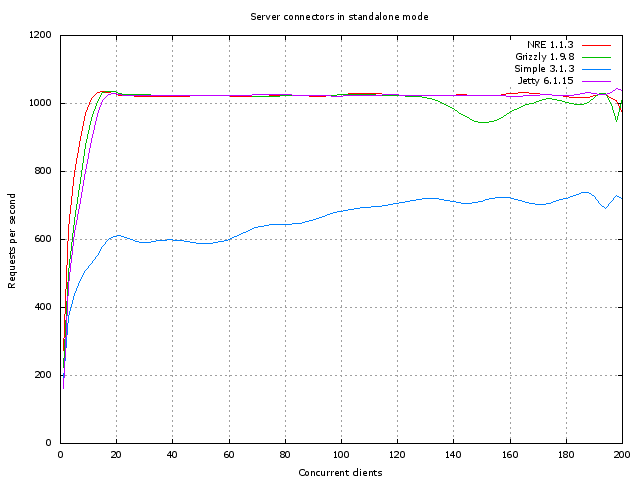 Server connectors in standalone mode
1200
1000
800
600
400
200
0
0 20 40 60 80 100 120 140 160 180 200
Requests per second
Concurrent clients
NRE 1.1.3
Grizzly 1.9.8
Simple 3.1.3
Jetty 6.1.15